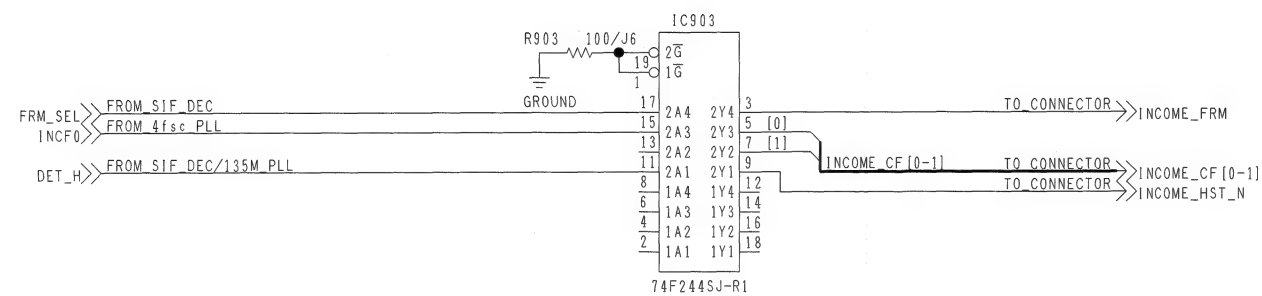 IC903
R903 100/J6
2G
19
1G
1
GROUND
FRM_SEL FROM_SIF_DEC 17 2A4 2Y4 3 TO_CONNECTOR INCOME_FRM
INCF0 FROM_4fsc_PLL 15 2A3 2Y3 5 [0]
13 2A2 2Y2 7 [1]
DET_H FROM_SIF_DEC/135M_PLL 11 2A1 2Y1 9 INCOME_CF[0-1] TO_CONNECTOR INCOME_CF[0-1]
8 1A4 1Y4 12 TO_CONNECTOR INCOME_HST_N
6 1A3 1Y3 14
4 1A2 1Y2 16
2 1A1 1Y1 18
74F244SJ-R1